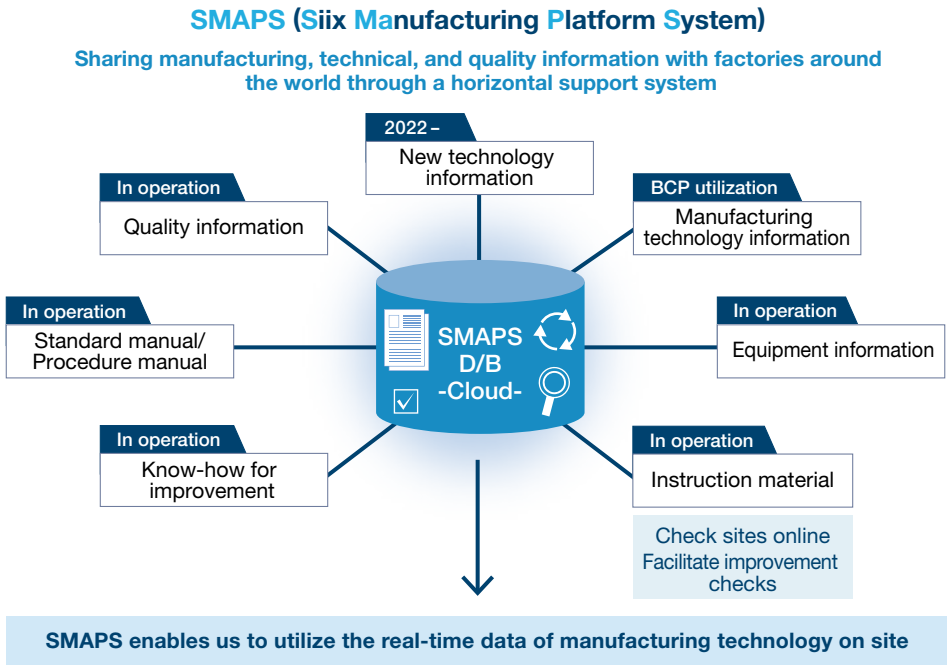 SMAPS (Siix Manufacturing Platform System)
Sharing manufacturing, technical, and quality information with factories around
the world through a horizontal support system
2022 –
New technology
information
In operation
Quality information
BCP utilization
Manufacturing
technology information
In operation
Standard manual/
Procedure manual
SMAPS
D/B
-Cloud-
In operation
Equipment information
In operation
Know-how for
improvement
In operation
Instruction material
Check sites online
Facilitate improvement
checks
SMAPS enables us to utilize the real-time data of manufacturing technology on site